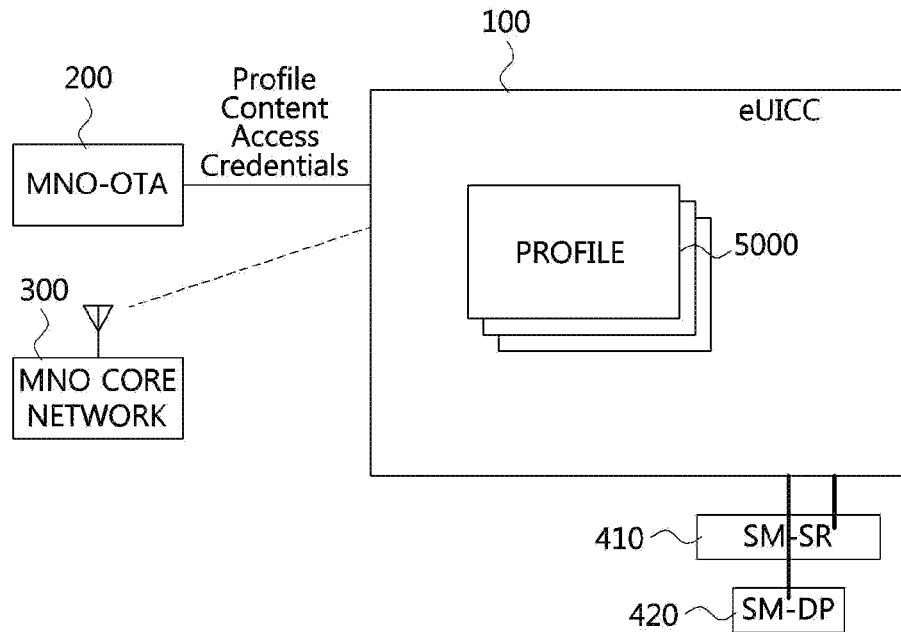 100
200
Profile
Content
Access
Credentials
eUICC
MNO-OTA
PROFILE
5000
300
MNO CORE
NETWORK
410
SM-SR
420
SM-DP